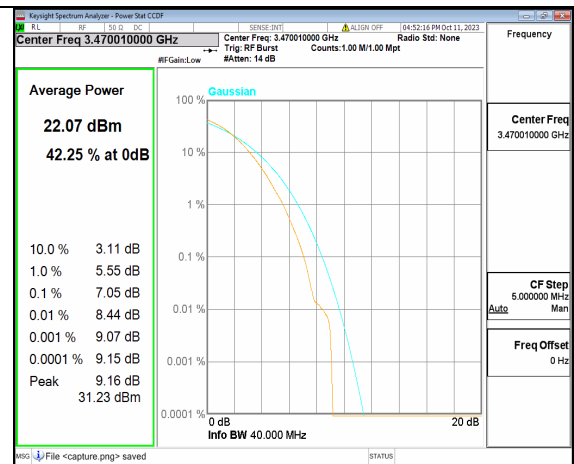 Keysight Spectrum Analyzer - Power Stat CCDF
RL RF 50 Ω DC SENSE:INT ALIGN OFF 04:52:16 PM Oct 11, 2023
Center Freq 3.470010000 GHz
#IFGain:Low
Center Freq: 3.470010000 GHz Radio Std: None
Trig: RF Burst Counts:1.00 M/1.00 Mpt
#Atten: 14 dB
Average Power
22.07 dBm
42.25 % at 0dB
10.0 % 3.11 dB
1.0 % 5.55 dB
0.1 % 7.05 dB
0.01 % 8.44 dB
0.001 % 9.07 dB
0.0001 % 9.15 dB
Peak 9.16 dB
31.23 dBm
Gaussian
100 %
10 %
1 %
0.1 %
0.01 %
0.001 %
0.0001 %
0 dB 20 dB
Info BW 40.000 MHz
Frequency
Center Freq
3.470010000 GHz
CF Step
5.000000 MHz
Auto Man
Freq Offset
0 Hz
MSG File <capture.png> saved STATUS